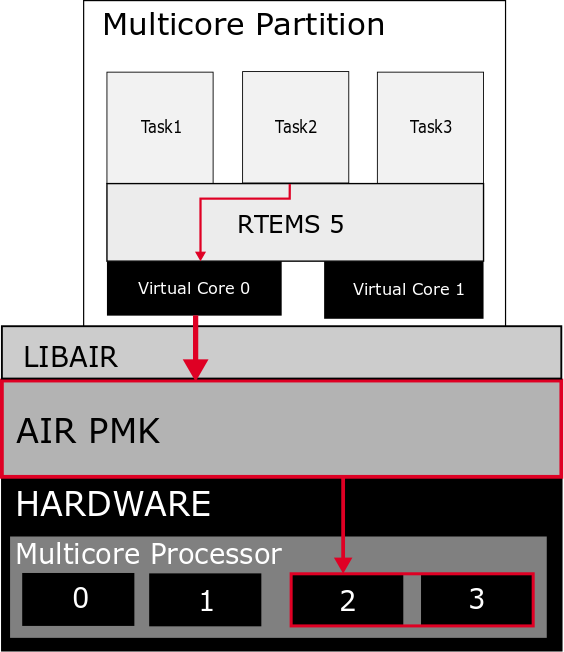 Multicore Partition
Task1
Task2
Task3
RTEMS 5
Virtual Core 0
Virtual Core 1
LIBAIR
AIR PMK
HARDWARE
Multicore Processor
0
1
2
3